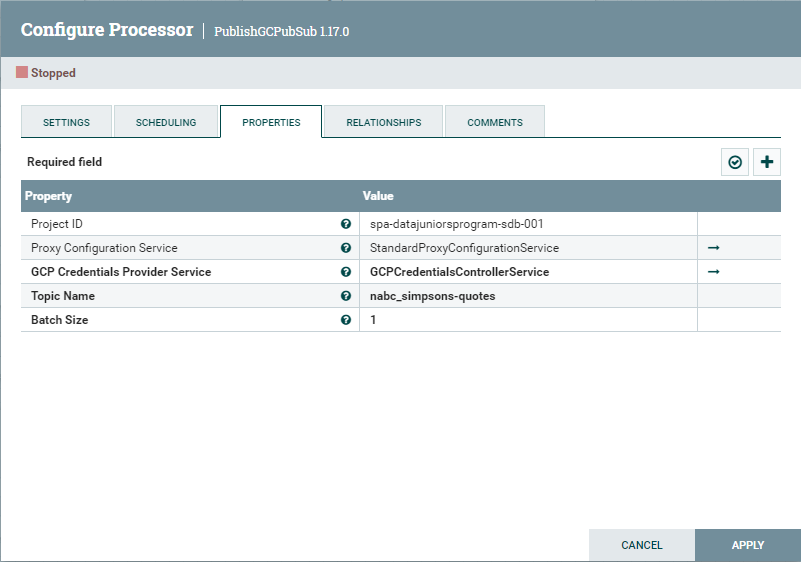 Configure Processor | PublishGCPubSub 1.17.0
Stopped
SETTINGS SCHEDULING PROPERTIES RELATIONSHIPS COMMENTS
Required field
Property Value
Project ID spa-datajuniorsprogram-sdb-001
Proxy Configuration Service StandardProxyConfigurationService
GCP Credentials Provider Service GCPCredentialsControllerService
Topic Name nabc_simpsons-quotes
Batch Size 1
CANCEL APPLY